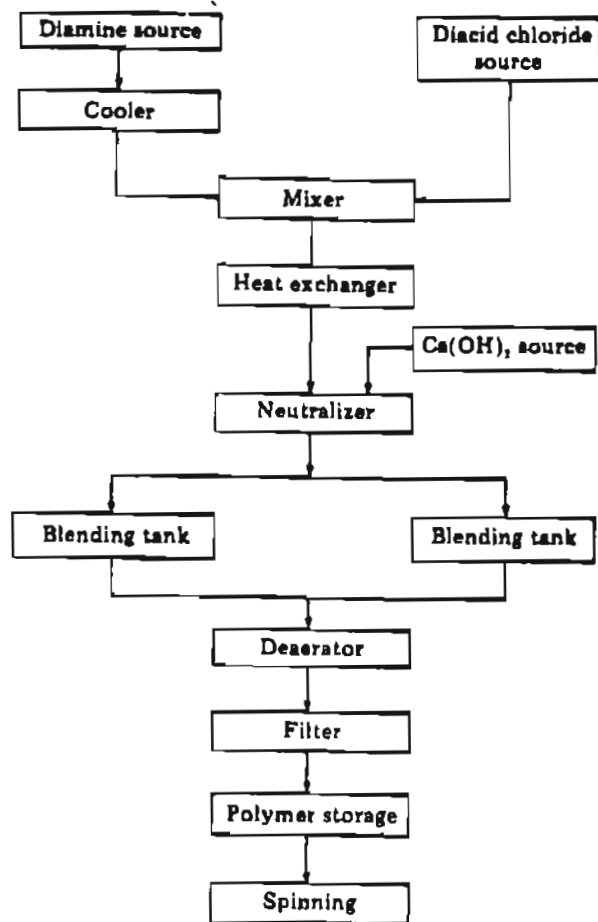 Diamine source
Diacid chloride
source
Cooler
Mixer
Heat exchanger
Ca(OH)₂ source
Neutralizer
Blending tank
Blending tank
Deaerator
Filter
Polymer storage
Spinning